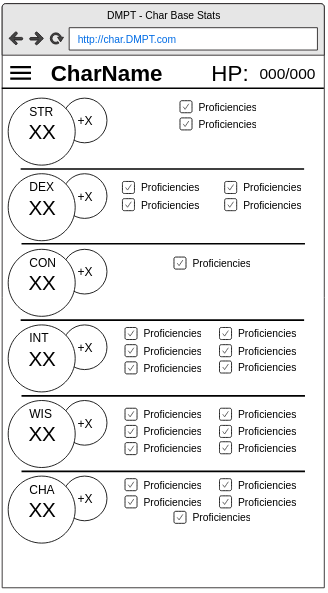 DMPT - Char Base Stats
http://char.DMPT.com
CharName HP: 000/000
STR
XX
+X
Proficiencies
Proficiencies
DEX
XX
+X
Proficiencies Proficiencies
Proficiencies Proficiencies
CON
XX
+X
Proficiencies
INT
XX
+X
Proficiencies Proficiencies
Proficiencies Proficiencies
Proficiencies Proficiencies
WIS
XX
+X
Proficiencies Proficiencies
Proficiencies Proficiencies
Proficiencies Proficiencies
CHA
XX
+X
Proficiencies Proficiencies
Proficiencies Proficiencies
Proficiencies